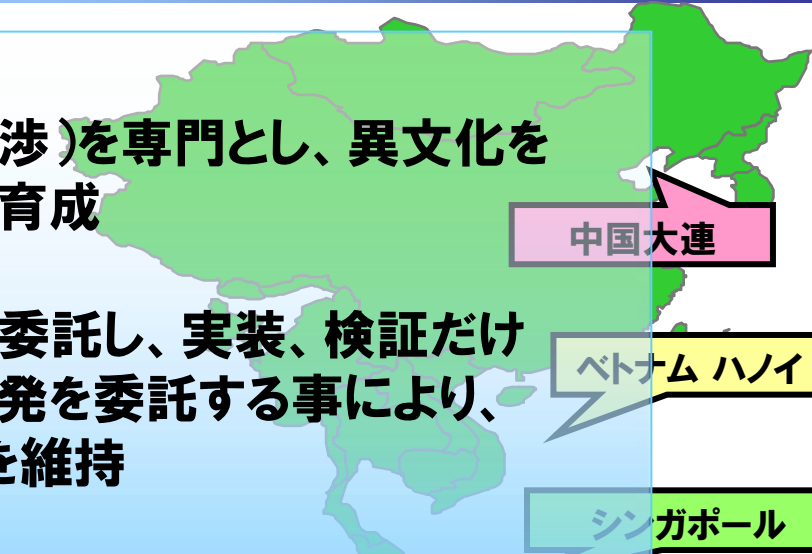 渉)を専門とし、異文化を
育成
中国大連
委託し、実装、検証だけ
発を委託する事により、
ベトナム ハノイ
を維持
シンガポール